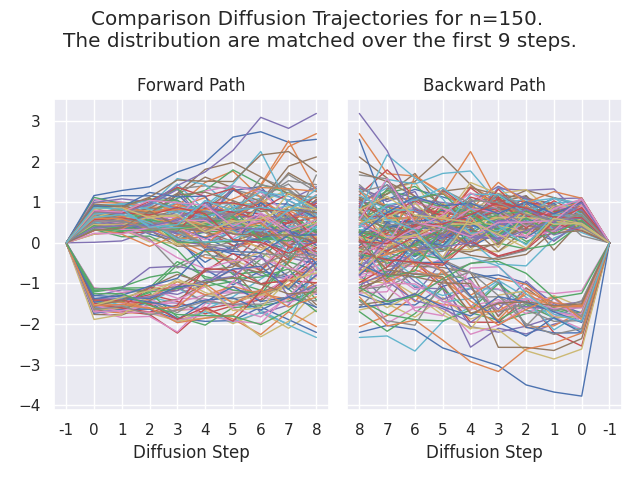 Comparison Diffusion Trajectories for n=150.
The distribution are matched over the first 9 steps.
Forward Path
Backward Path
3
2
1
0
−1
−2
−3
−4
-1 0 1 2 3 4 5 6 7 8
8 7 6 5 4 3 2 1 0 -1
Diffusion Step
Diffusion Step